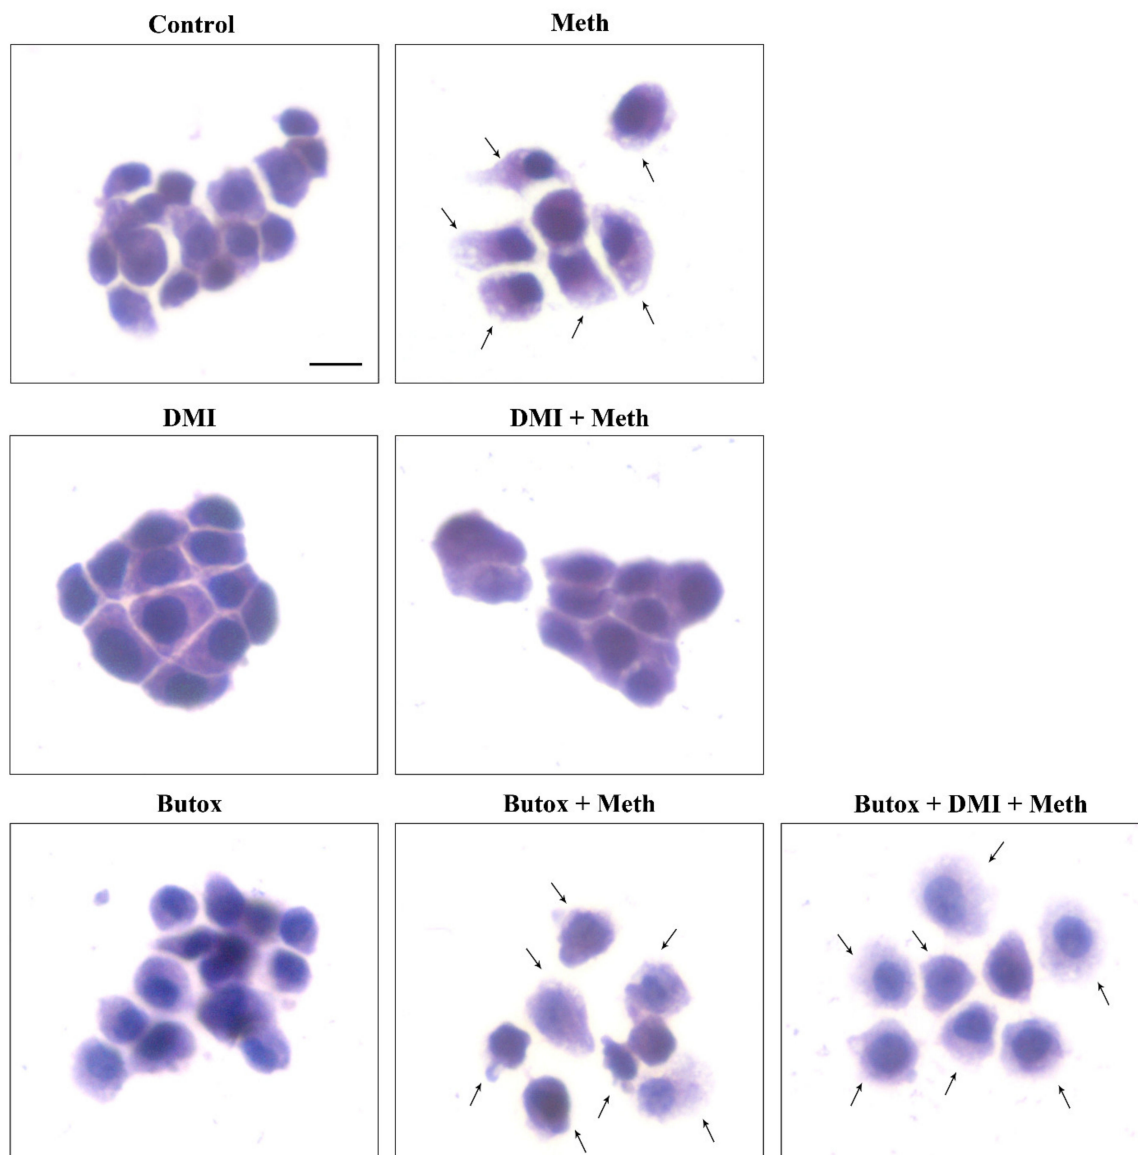 Control
Meth
DMI
DMI + Meth
Butox
Butox + Meth
Butox + DMI + Meth